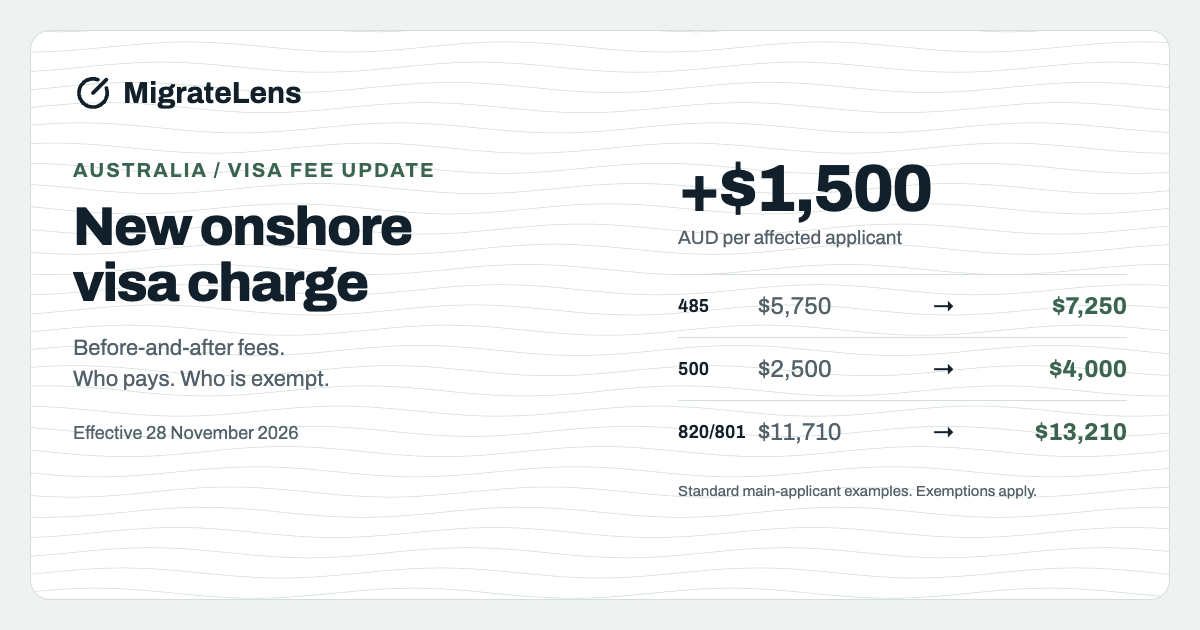 MigrateLens
AUSTRALIA / VISA FEE UPDATE
New onshore
visa charge
Before-and-after fees.
Who pays. Who is exempt.
Effective 28 November 2026
+$1,500
AUD per affected applicant
485 $5,750 → $7,250
500 $2,500 → $4,000
820/801 $11,710 → $13,210
Standard main-applicant examples. Exemptions apply.